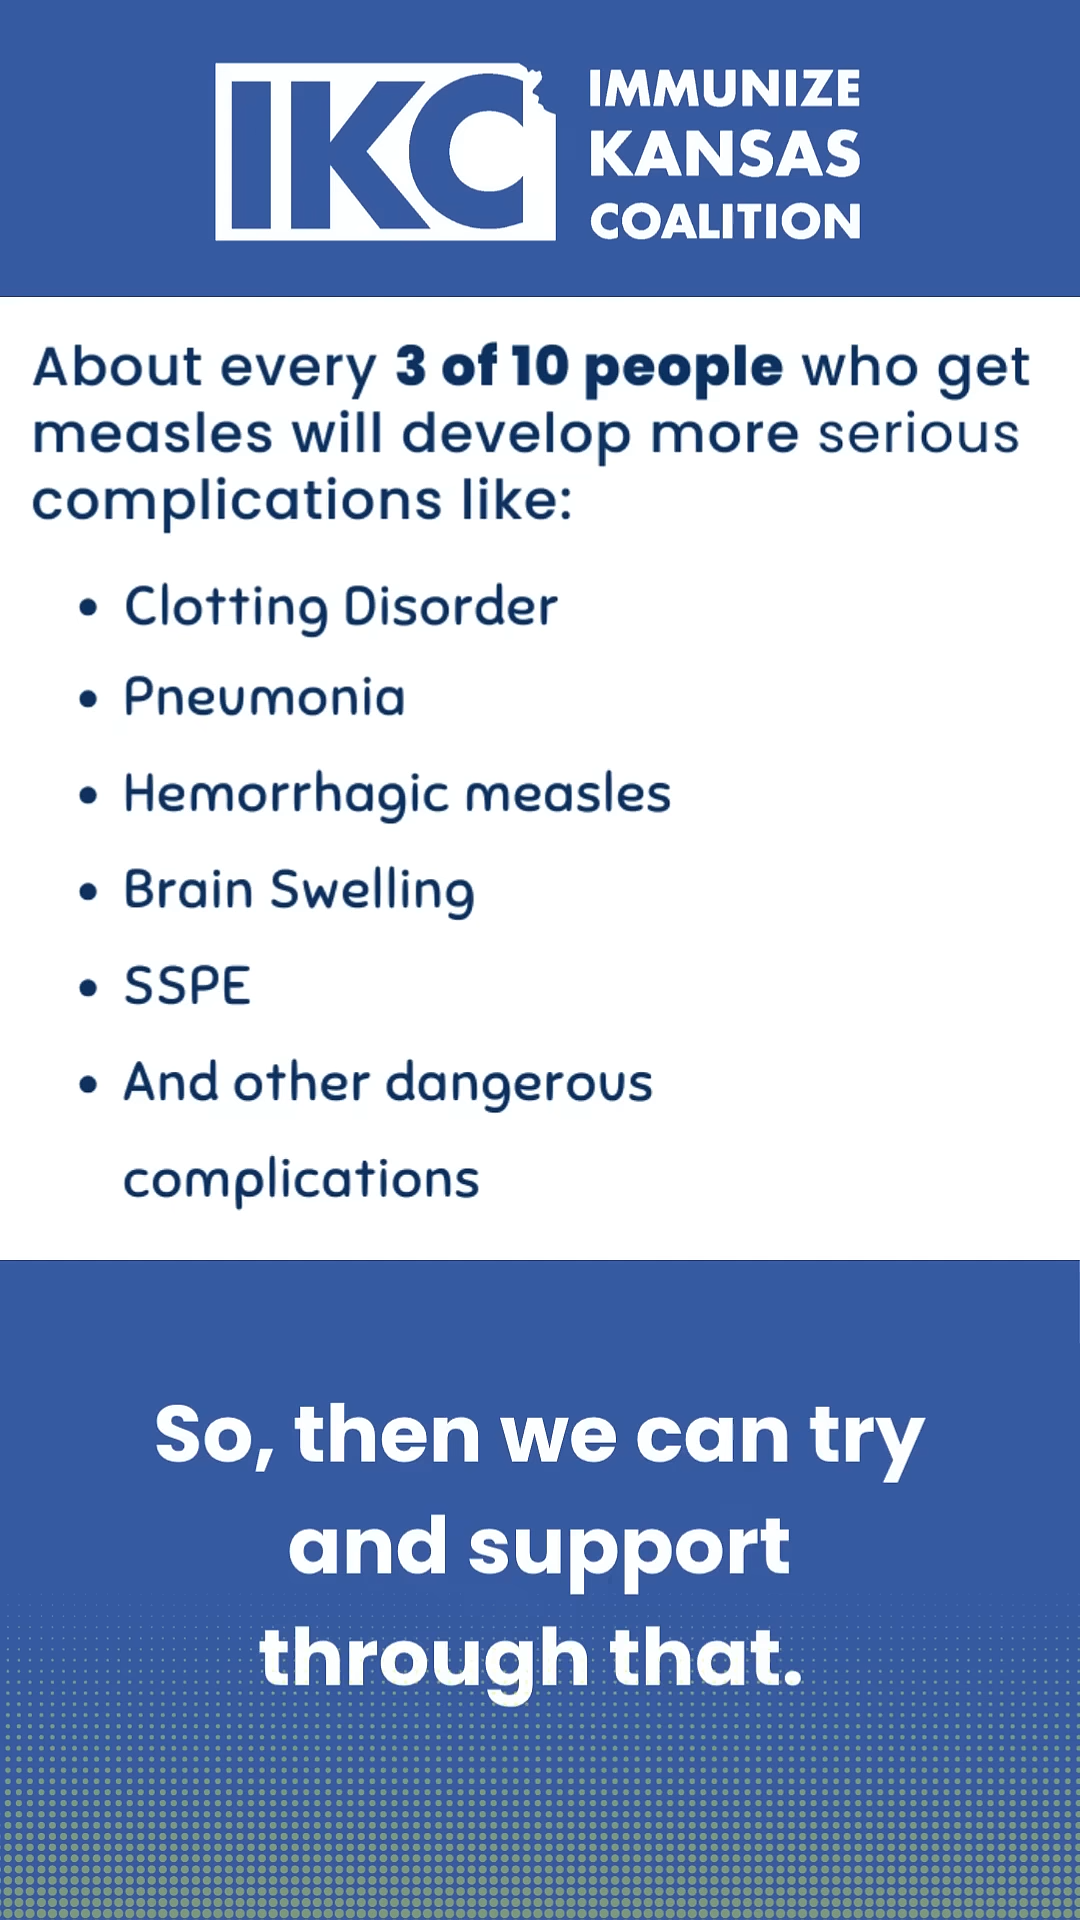 IKC
IMMUNIZE
KANSAS
COALITION
About every 3 of 10 people who get
measles will develop more serious
complications like:
• Clotting Disorder
• Pneumonia
• Hemorrhagic measles
• Brain Swelling
• SSPE
• And other dangerous
complications
So, then we can try
and support
through that.